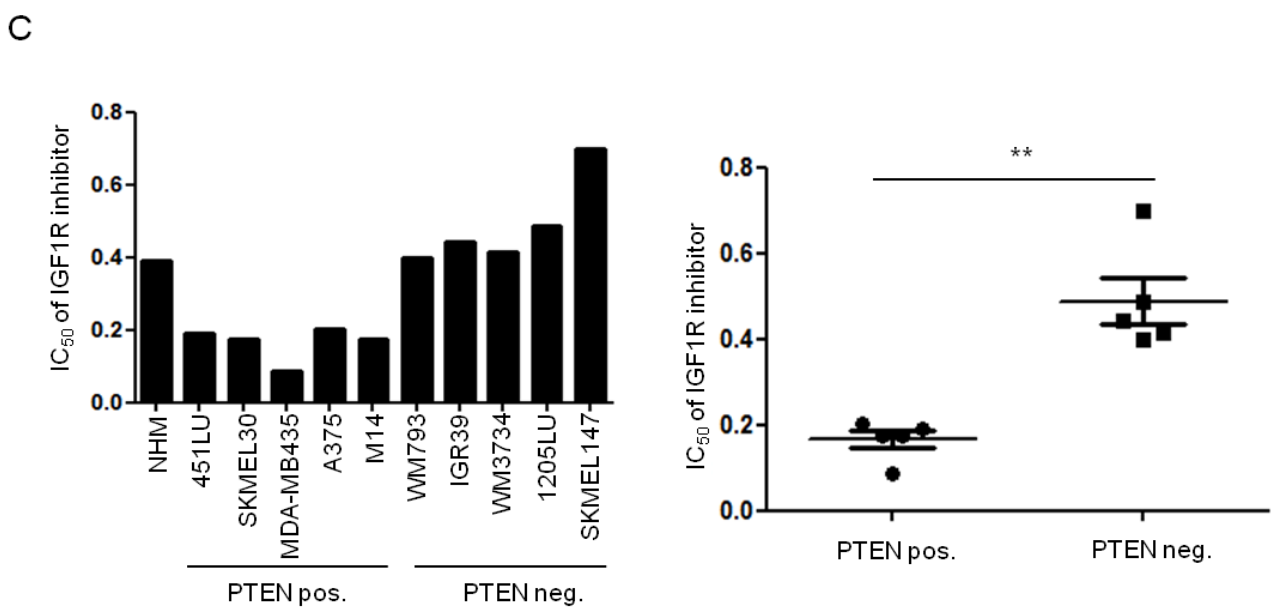 C
IC50 of IGF1R inhibitor
0.8
0.6
0.4
0.2
0.0
NHM
451LU
SKMEL30
MDA-MB435
A375
M14
WM793
IGR39
WM3734
1205LU
SKMEL147
PTEN pos.
PTEN neg.
IC50 of IGF1R inhibitor
0.8
0.6
0.4
0.2
0.0
**
PTEN pos.
PTEN neg.